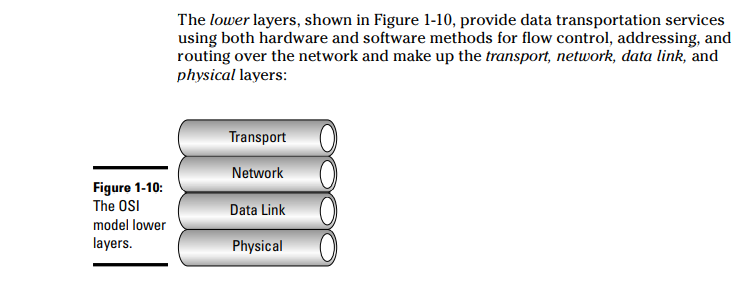 The lower layers, shown in Figure 1-10, provide data transportation services
using both hardware and software methods for flow control, addressing, and
routing over the network and make up the transport, network, data link, and
physical layers:
Transport
Network
Data Link
Physical
Figure 1-10:
The OSI
model lower
layers.